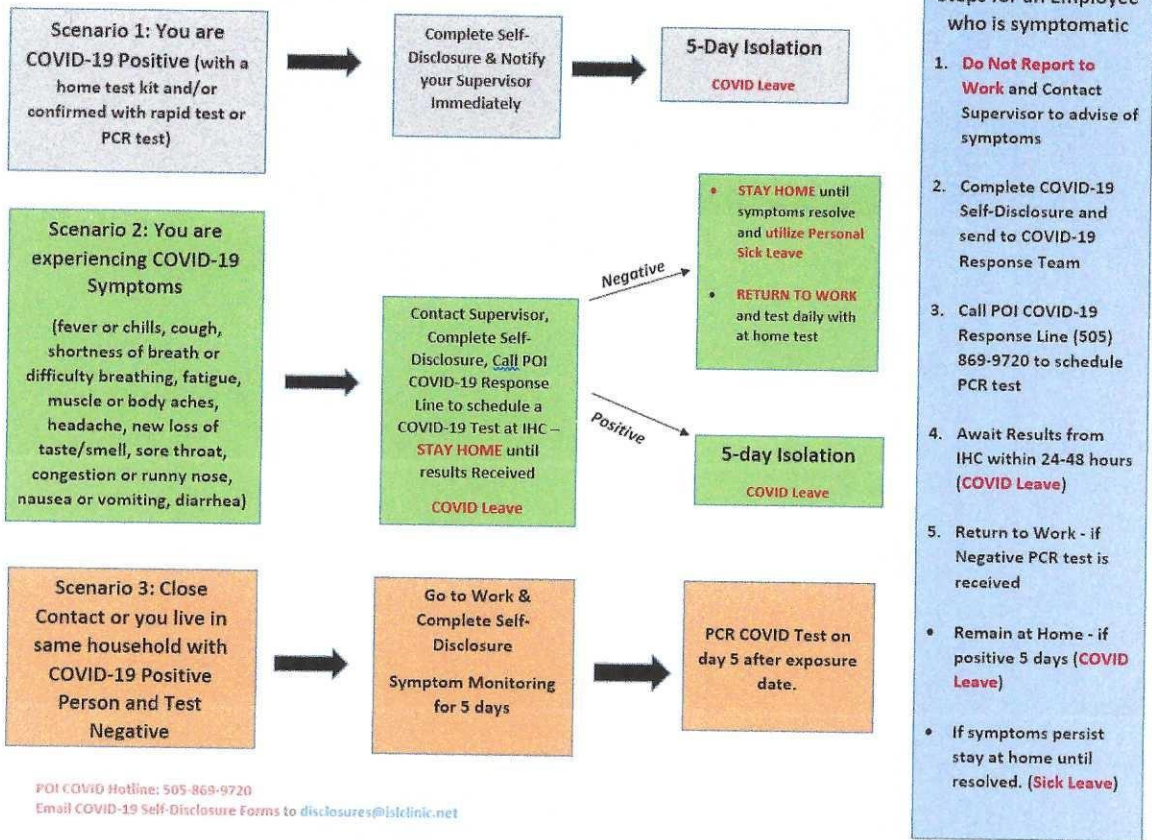 Scenario 1: You are
COVID-19 Positive (with a
home test kit and/or
confirmed with rapid test or
PCR test)
Complete Self-
Disclosure & Notify
your Supervisor
Immediately
5-Day Isolation
COVID Leave
Scenario 2: You are
experiencing COVID-19
Symptoms
(fever or chills, cough,
shortness of breath or
difficulty breathing, fatigue,
muscle or body aches,
headache, new loss of
taste/smell, sore throat,
congestion or runny nose,
nausea or vomiting, diarrhea)
Contact Supervisor,
Complete Self-
Disclosure, Call POI
COVID-19 Response
Line to schedule a
COVID-19 Test at IHC –
STAY HOME until
results Received
COVID Leave
Negative
• STAY HOME until
symptoms resolve
and utilize Personal
Sick Leave
• RETURN TO WORK
and test daily with
at home test
Positive
5-day Isolation
COVID Leave
Scenario 3: Close
Contact or you live in
same household with
COVID-19 Positive
Person and Test
Negative
Go to Work &
Complete Self-
Disclosure
Symptom Monitoring
for 5 days
PCR COVID Test on
day 5 after exposure
date.
POI COVID Hotline: 505-869-9720
Email COVID-19 Self-Disclosure Forms to disclosures@islclinic.net
Steps for an Employee
who is symptomatic
1. Do Not Report to
Work and Contact
Supervisor to advise of
symptoms
2. Complete COVID-19
Self-Disclosure and
send to COVID-19
Response Team
3. Call POI COVID-19
Response Line (505)
869-9720 to schedule
PCR test
4. Await Results from
IHC within 24-48 hours
(COVID Leave)
5. Return to Work - if
Negative PCR test is
received
• Remain at Home - if
positive 5 days (COVID
Leave)
• If symptoms persist
stay at home until
resolved. (Sick Leave)